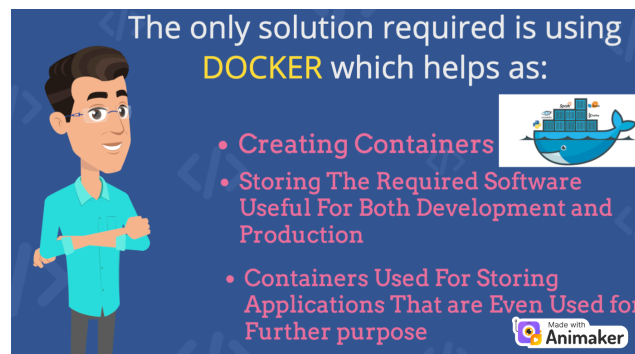 The only solution required is using
DOCKER which helps as:
• Creating Containers
• Storing The Required Software
Useful For Both Development and
Production
• Containers Used For Storing
Applications That are Even Used for
Further purpose
Made with
Animaker